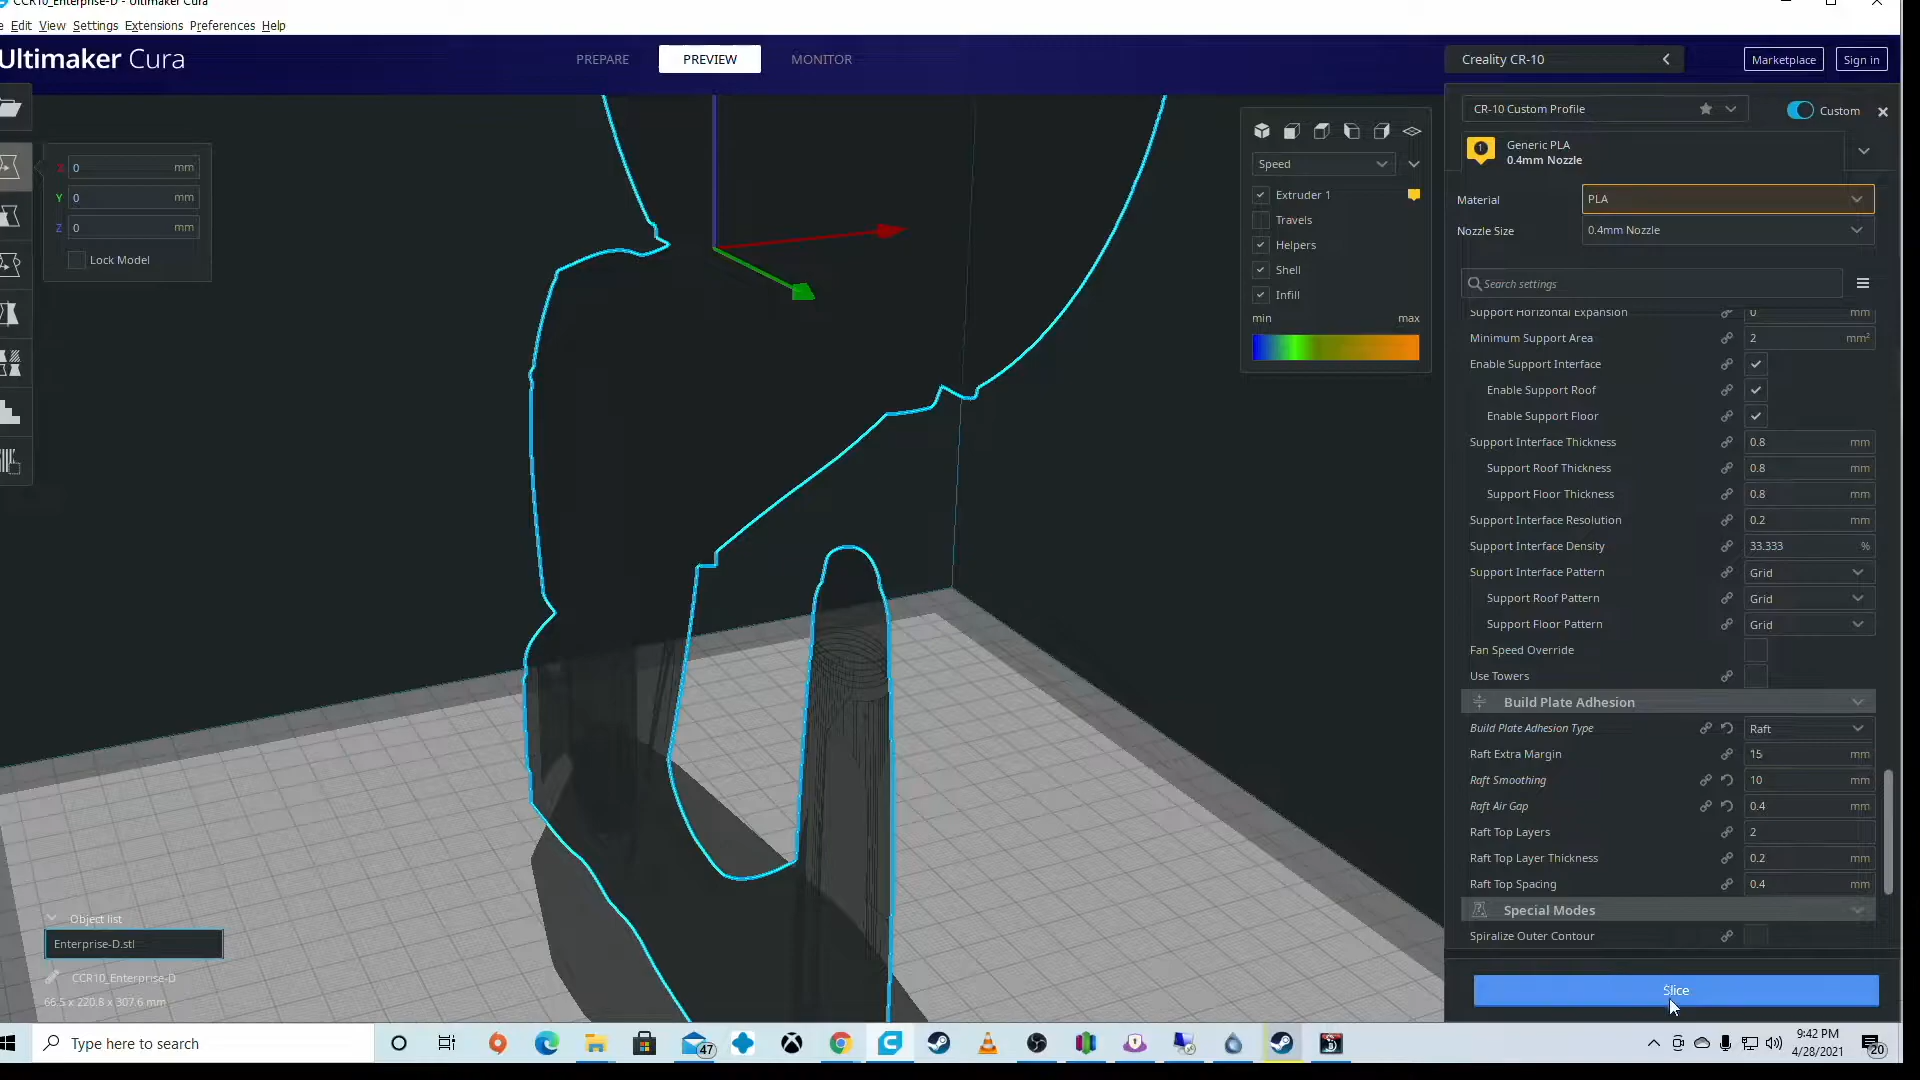 CCR10_Enterprise-D - Ultimaker Cura
Edit View Settings Extensions Preferences Help
Ultimaker Cura
PREPARE
PREVIEW
MONITOR
Creality CR-10
Marketplace
Sign in
X 0 mm
Y 0 mm
Z 0 mm
Lock Model
Speed
Extruder 1
Travels
Helpers
Shell
Infill
min max
CR-10 Custom Profile
Custom
1
Generic PLA
0.4mm Nozzle
Material PLA
Nozzle Size 0.4mm Nozzle
Search settings
Support Horizontal Expansion 0 mm
Minimum Support Area 2 mm²
Enable Support Interface
Enable Support Roof
Enable Support Floor
Support Interface Thickness 0.8 mm
Support Roof Thickness 0.8 mm
Support Floor Thickness 0.8 mm
Support Interface Resolution 0.2 mm
Support Interface Density 33.333 %
Support Interface Pattern Grid
Support Roof Pattern Grid
Support Floor Pattern Grid
Fan Speed Override
Use Towers
Build Plate Adhesion
Build Plate Adhesion Type Raft
Raft Extra Margin 15 mm
Raft Smoothing 10 mm
Raft Air Gap 0.4 mm
Raft Top Layers 2
Raft Top Layer Thickness 0.2 mm
Raft Top Spacing 0.4 mm
Special Modes
Spiralize Outer Contour
Slice
Object list
Enterprise-D.stl
CCR10_Enterprise-D
66.5 x 220.8 x 307.6 mm
Type here to search
47
9:42 PM
4/28/2021
20